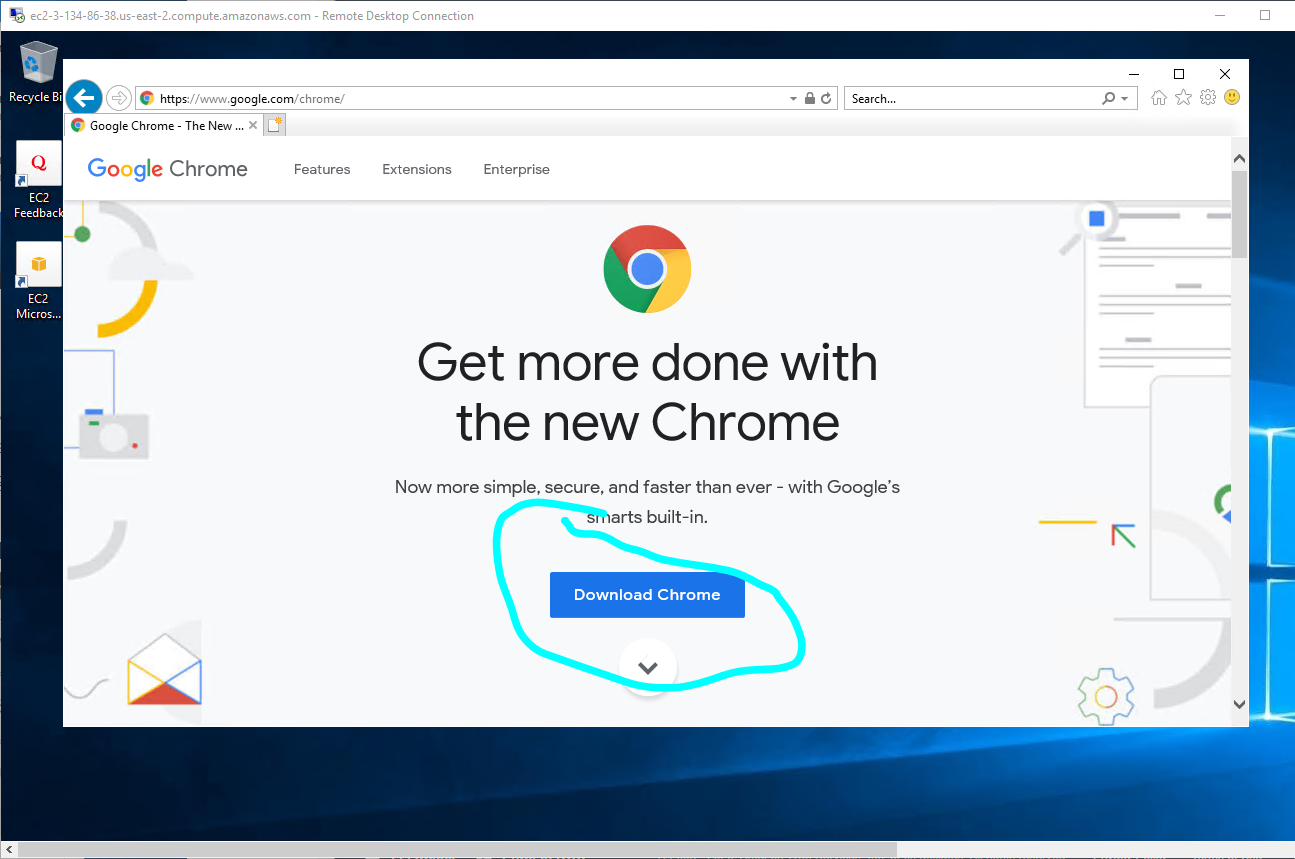 ec2-3-134-86-38.us-east-2.compute.amazonaws.com - Remote Desktop Connection
Recycle Bi
https://www.google.com/chrome/
Search...
Google Chrome - The New ...
Google Chrome
Features
Extensions
Enterprise
Q
EC2
Feedback
EC2
Micros...
Get more done with
the new Chrome
Now more simple, secure, and faster than ever - with Google's
smarts built-in.
Download Chrome